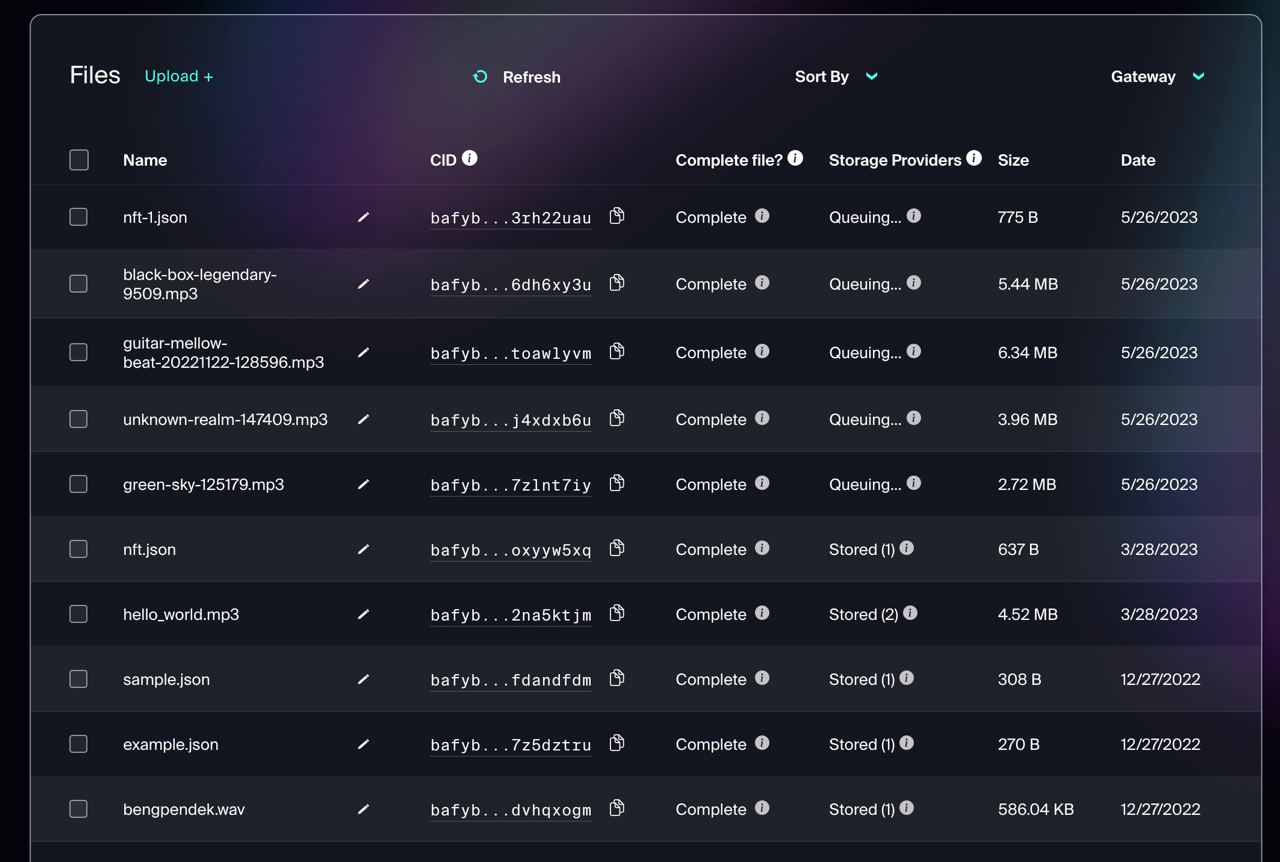 Files Upload + Refresh Sort By Gateway
Name CID Complete file? Storage Providers Size Date
nft-1.json bafyb...3rh22uau Complete Queuing... 775 B 5/26/2023
black-box-legendary-
9509.mp3 bafyb...6dh6xy3u Complete Queuing... 5.44 MB 5/26/2023
guitar-mellow-
beat-20221122-128596.mp3 bafyb...toawlyvm Complete Queuing... 6.34 MB 5/26/2023
unknown-realm-147409.mp3 bafyb...j4xdxb6u Complete Queuing... 3.96 MB 5/26/2023
green-sky-125179.mp3 bafyb...7zlnt7iy Complete Queuing... 2.72 MB 5/26/2023
nft.json bafyb...oxyyw5xq Complete Stored (1) 637 B 3/28/2023
hello_world.mp3 bafyb...2na5ktjm Complete Stored (2) 4.52 MB 3/28/2023
sample.json bafyb...fdandfdm Complete Stored (1) 308 B 12/27/2022
example.json bafyb...7z5dztru Complete Stored (1) 270 B 12/27/2022
bengpendek.wav bafyb...dvhqxogm Complete Stored (1) 586.04 KB 12/27/2022